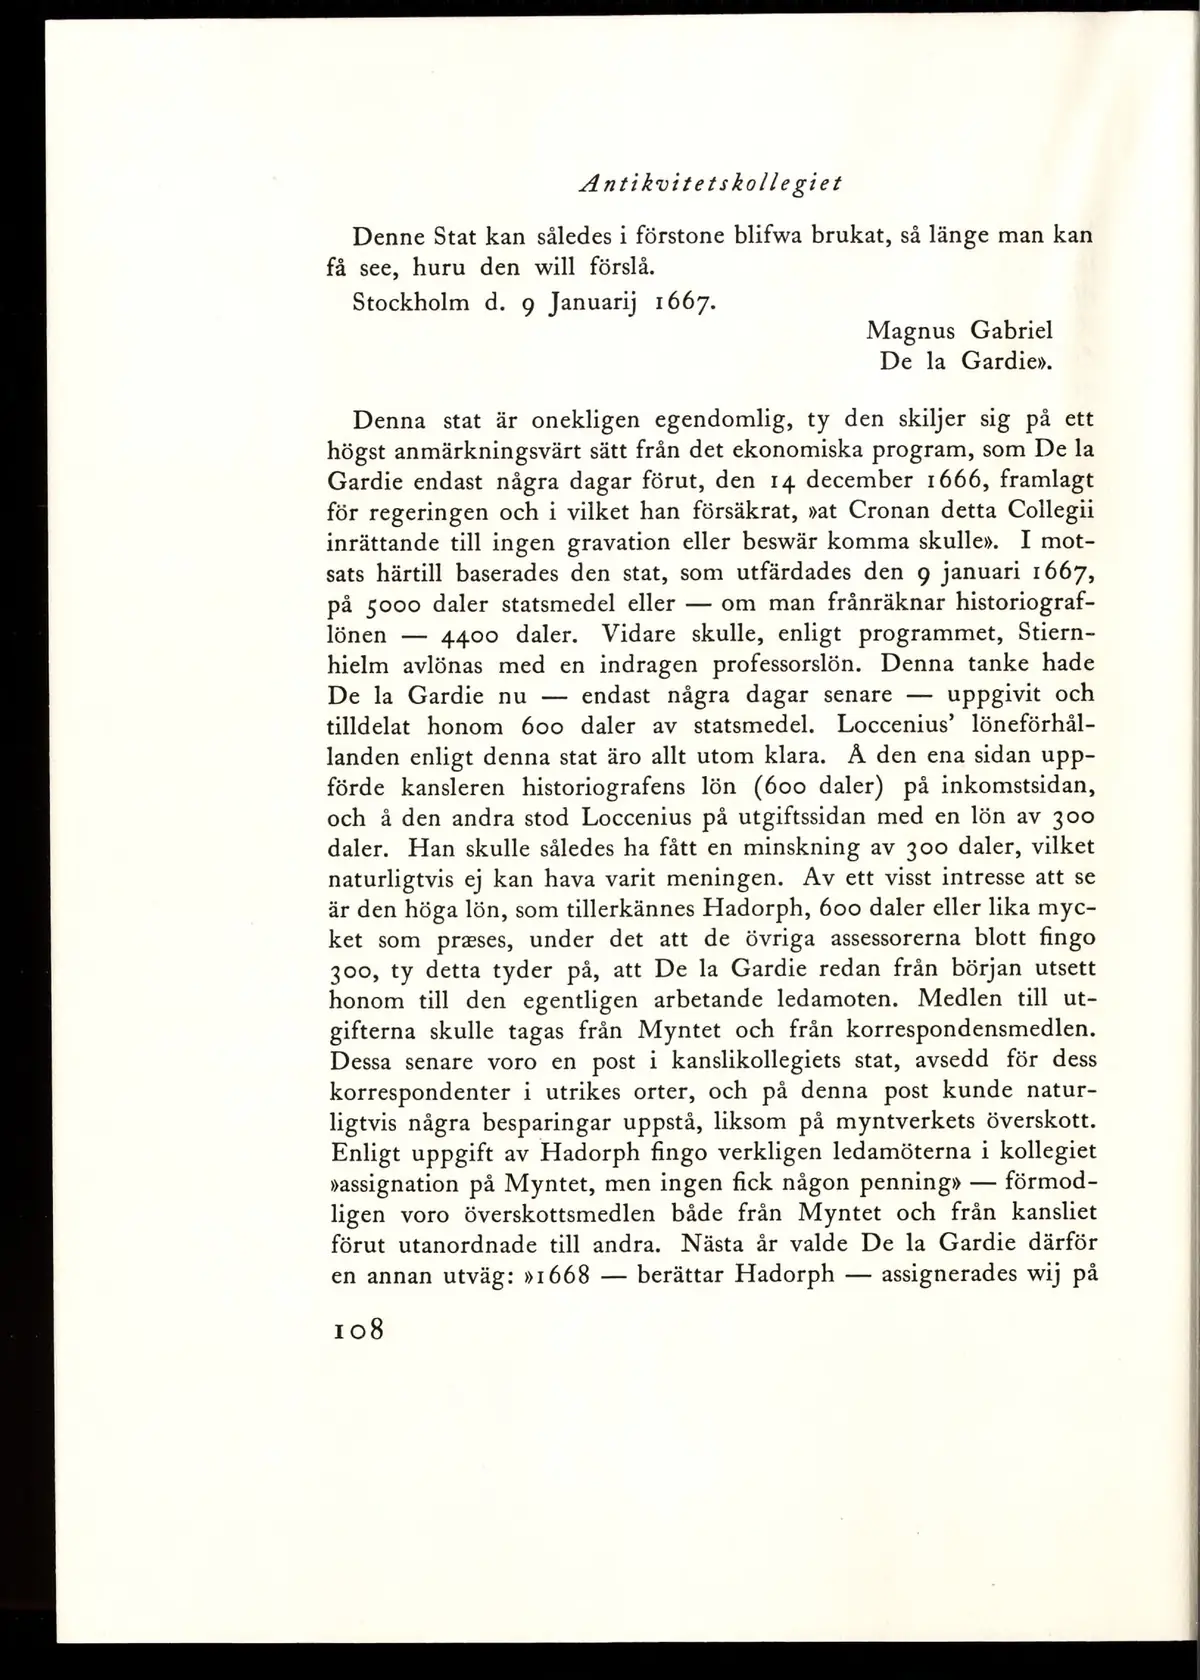 Antikvitetskollegiet
Denne Stat kan således i förstone blifwa brukat, så länge man kan
få see, huru den will förslå.
Stockholm d. 9 Januarij 1667.
Magnus Gabriel
De la Gardie».
Denna stat är onekligen egendomlig, ty den skiljer sig på ett
högst anmärkningsvärt sätt från det ekonomiska program, som De la
Gardie endast några dagar förut, den 14 december 1666, framlagt
för regeringen och i vilket han försäkrat, »at Cronan detta Collegii
inrättande till ingen gravation eller beswär komma skulle». I mot-
sats härtill baserades den stat, som utfärdades den 9 januari 1667,
på 5000 daler statsmedel eller — om man frånräknar historiograf-
lönen — 4400 daler. Vidare skulle, enligt programmet, Stiern-
hielm avlönas med en indragen professorslön. Denna tanke hade
De la Gardie nu — endast några dagar senare — uppgivit och
tilldelat honom 600 daler av statsmedel. Loccenius’ löneförhål-
landen enligt denna stat äro allt utom klara. Å den ena sidan upp-
förde kansleren historiografens lön (600 daler) på inkomstsidan,
och å den andra stod Loccenius på utgiftssidan med en lön av 300
daler. Han skulle således ha fått en minskning av 300 daler, vilket
naturligtvis ej kan hava varit meningen. Av ett visst intresse att se
är den höga lön, som tillerkännes Hadorph, 600 daler eller lika myc-
ket som præses, under det att de övriga assessorerna blott fingo
300, ty detta tyder på, att De la Gardie redan från början utsett
honom till den egentligen arbetande ledamoten. Medlen till ut-
gifterna skulle tagas från Myntet och från korrespondensmedlen.
Dessa senare voro en post i kanslikollegiets stat, avsedd för dess
korrespondenter i utrikes orter, och på denna post kunde natur-
ligtvis några besparingar uppstå, liksom på myntverkets överskott.
Enligt uppgift av Hadorph fingo verkligen ledamöterna i kollegiet
»assignation på Myntet, men ingen fick någon penning» — förmod-
ligen voro överskottsmedlen både från Myntet och från kansliet
förut utanordnade till andra. Nästa år valde De la Gardie därför
en annan utväg: »1668 — berättar Hadorph — assignerades wij på
108